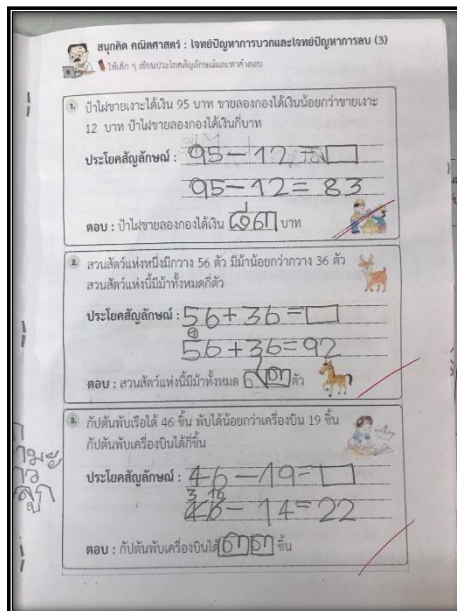 สนุกคิด คณิตศาสตร์ : โจทย์ปัญหาการบวกและโจทย์ปัญหาการลบ (3)
ให้เด็ก ๆ เขียนประโยคสัญลักษณ์และหาคำตอบ
1. ป้าไฝขายเงาะได้เงิน 95 บาท ขายลองกองได้เงินน้อยกว่าขายเงาะ
12 บาท ป้าไฝขายลองกองได้เงินกี่บาท
ประโยคสัญลักษณ์ : 95 - 12 = □
95 - 12 = 83
ตอบ : ป้าไฝขายลองกองได้เงิน ๘๓ บาท
2. สวนสัตว์แห่งหนึ่งมีกวาง 56 ตัว มีม้าน้อยกว่ากวาง 36 ตัว
สวนสัตว์แห่งนี้มีม้าทั้งหมดกี่ตัว
ประโยคสัญลักษณ์ : 56 + 36 = □
56 + 36 = 92
ตอบ : สวนสัตว์แห่งนี้มีม้าทั้งหมด ตัว
3. กัปตันพับเรือได้ 46 ชิ้น พับได้น้อยกว่าเครื่องบิน 19 ชิ้น
กัปตันพับเครื่องบินได้กี่ชิ้น
ประโยคสัญลักษณ์ : 46 - 19 = □
3 16
46 - 14 = 22
ตอบ : กัปตันพับเครื่องบินได้ ชิ้น